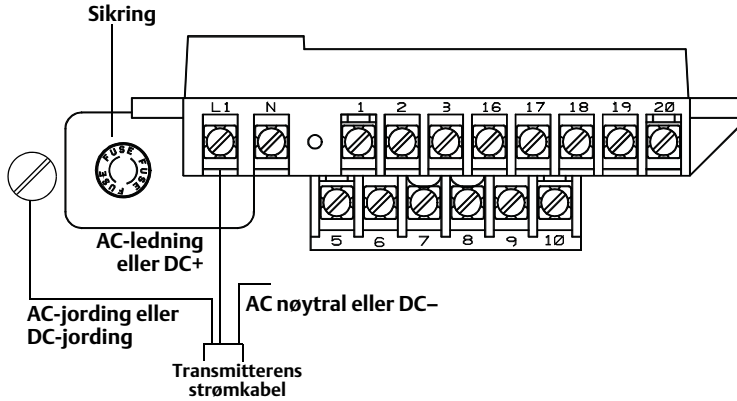 Sikring
L1 N 1 2 3 16 17 18 19 20
FUSE FUSE FUSE
5 6 7 8 9 10
AC-ledning
eller DC+
AC nøytral eller DC–
AC-jording eller
DC-jording
Transmitterens
strømkabel